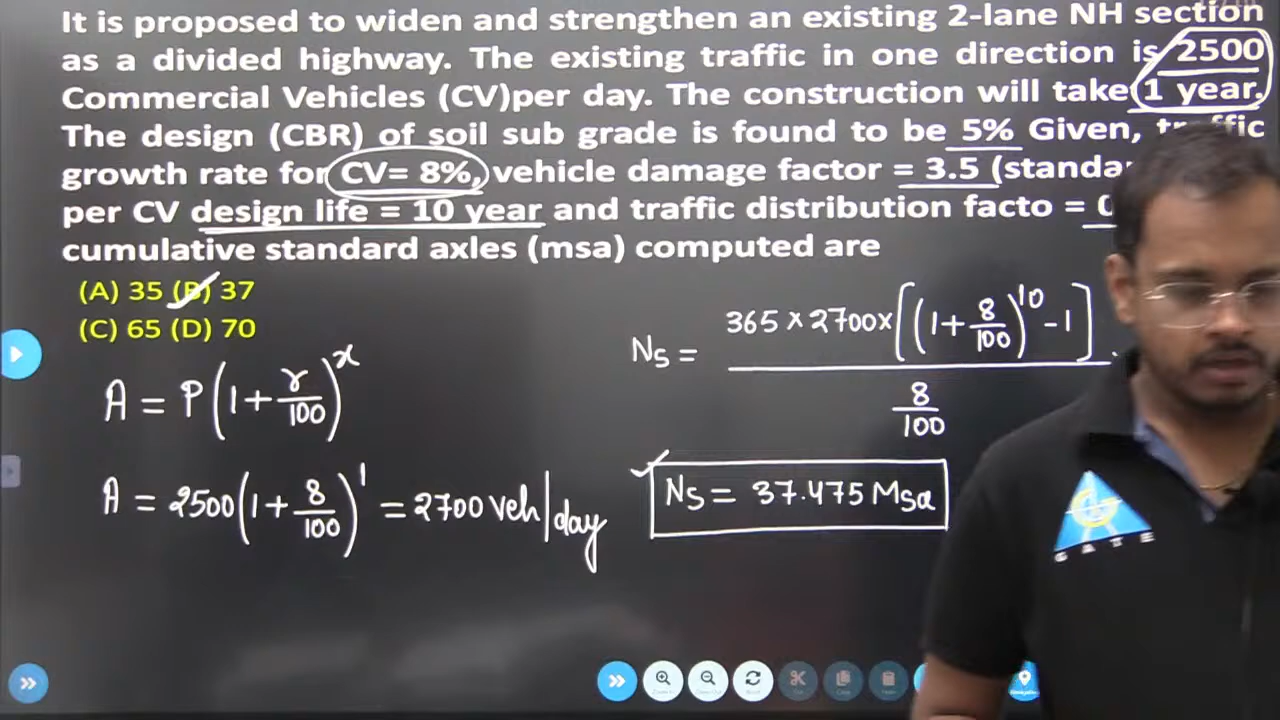 It is proposed to widen and strengthen an existing 2-lane NH section
as a divided highway. The existing traffic in one direction is 2500
Commercial Vehicles (CV)per day. The construction will take 1 year.
The design (CBR) of soil sub grade is found to be 5% Given, traffic
growth rate for CV= 8%, vehicle damage factor = 3.5 (standa
per CV design life = 10 year and traffic distribution facto = 0
cumulative standard axles (msa) computed are
(A) 35 (B) 37
(C) 65 (D) 70
A = P(1+r/100)^x
A = 2500(1+8/100)^1 = 2700 veh/day
Ns = 365×2700×[(1+8/100)^10-1]
8/100
Ns = 37.475 Msa
GATE